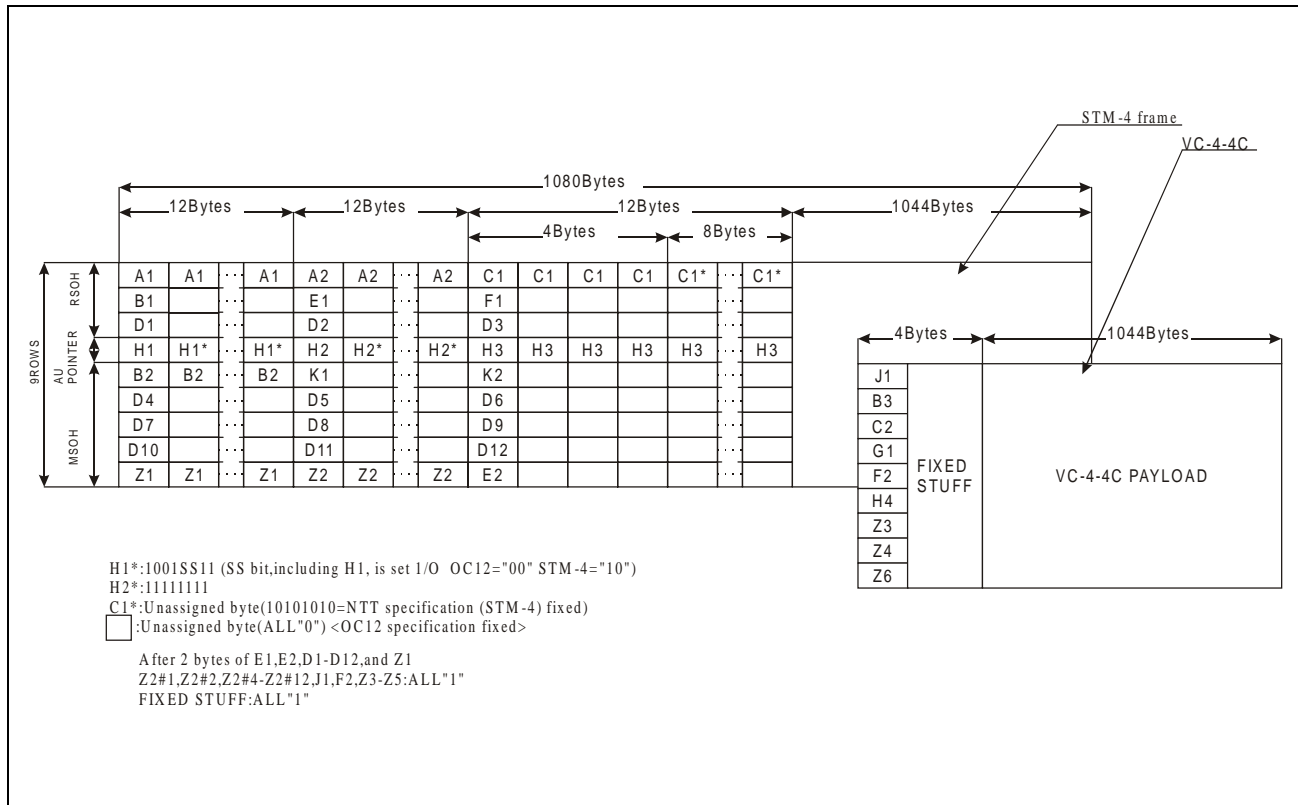 STM-4 frame
VC-4-4C
1080Bytes
12Bytes 12Bytes 12Bytes 1044Bytes
4Bytes 8Bytes
9ROWS
RSOH
AU POINTER
MSOH
A1 A1 ... A1 A2 A2 ... A2 C1 C1 C1 C1 C1* ... C1*
B1 ... E1 ... F1 ...
D1 ... D2 ... D3 ...
H1 H1* ... H1* H2 H2* ... H2* H3 H3 H3 H3 H3 ... H3
B2 B2 ... B2 K1 ... K2 ...
D4 ... D5 ... D6 ...
D7 ... D8 ... D9 ...
D10 ... D11 ... D12 ...
Z1 Z1 ... Z1 Z2 Z2 ... Z2 E2 ...
4Bytes 1044Bytes
J1
B3
C2
G1
F2
H4
Z3
Z4
Z6
FIXED
STUFF
VC-4-4C PAYLOAD
H1*:1001SS11 (SS bit,including H1, is set 1/O OC12="00" STM-4="10")
H2*:11111111
C1*:Unassigned byte(10101010=NTT specification (STM-4) fixed)
:Unassigned byte(ALL"0") <OC12 specification fixed>
After 2 bytes of E1,E2,D1-D12,and Z1
Z2#1,Z2#2,Z2#4-Z2#12,J1,F2,Z3-Z5:ALL"1"
FIXED STUFF:ALL"1"